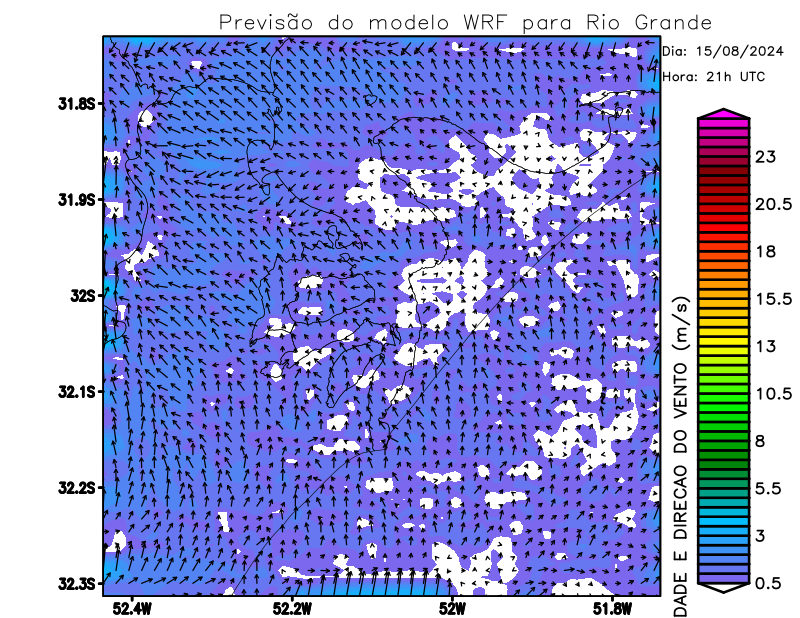 Previsão do modelo WRF para Rio Grande
Dia: 15/08/2024
Hora: 21h UTC
31.8S
31.9S
32S
32.1S
32.2S
32.3S
52.4W
52.2W
52W
51.8W
DADE E DIRECAO DO VENTO (m/s)
23
20.5
18
15.5
13
10.5
8
5.5
3
0.5